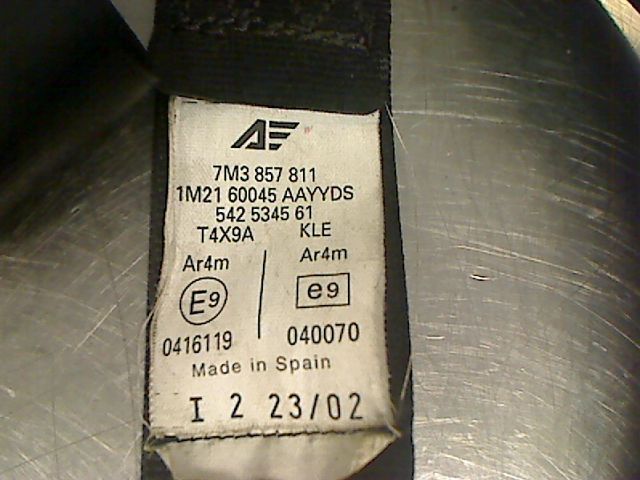 7M3 857 811
1M21 60045 AAYYDS
542 5345 61
T4X9A KLE
Ar4m Ar4m
E9 e9
0416119 040070
Made in Spain
I 2 23/02